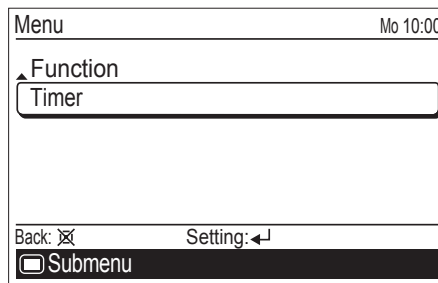 Menu Mo 10:00
Function
Timer
Back: Setting:
Submenu